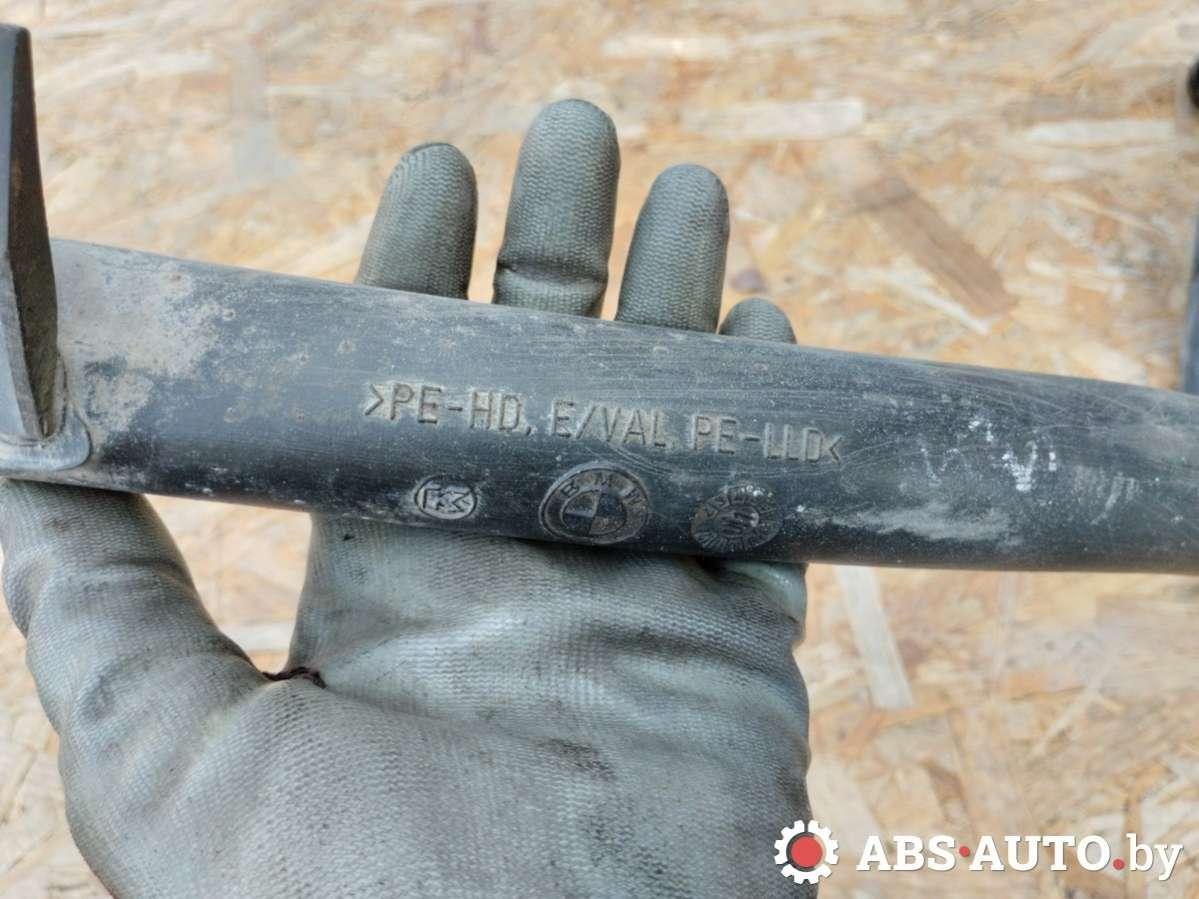 >PE-HD, E/VAL, PE-LLD<
BMW
ABS·AUTO.by